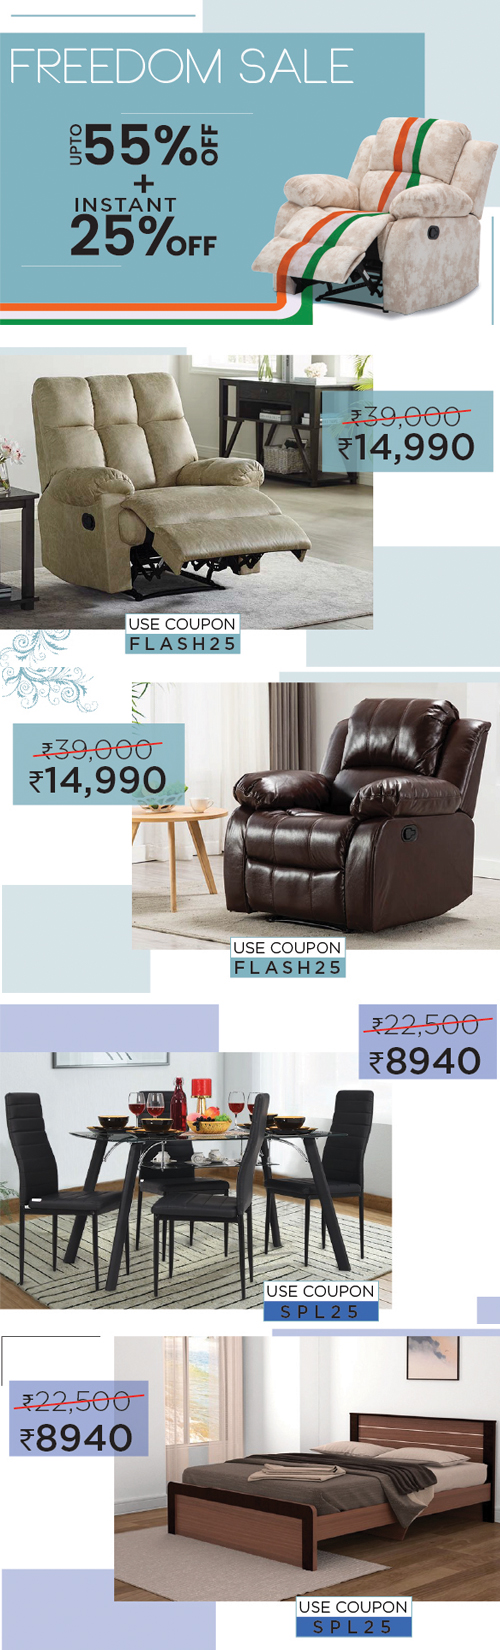 FREEDOM SALE
UPTO 55% OFF
+
INSTANT
25% OFF
₹39,000
₹14,990
USE COUPON
FLASH25
₹39,000
₹14,990
USE COUPON
FLASH25
₹22,500
₹8940
USE COUPON
SPL25
₹22,500
₹8940
USE COUPON
SPL25